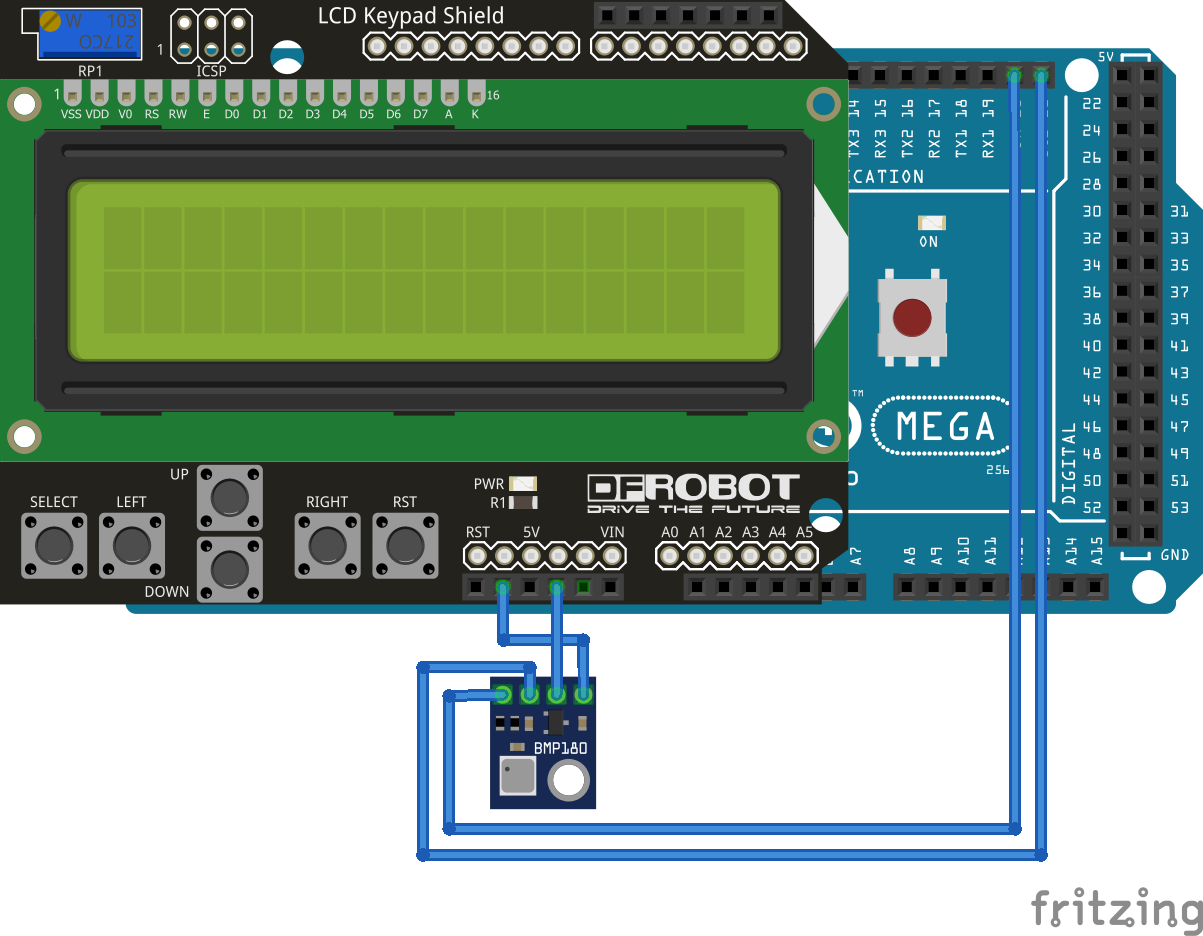 LCD Keypad Shield
W 103
217CO
RP1
1
ICSP
1
16
VSS VDD V0 RS RW E D0 D1 D2 D3 D4 D5 D6 D7 A K
5V
TX3 14
RX3 15
TX2 16
RX2 17
TX1 18
RX1 19
ICATION
ON
22
24
26
28
30 31
32 33
34 35
36 37
38 39
40 41
42 43
44 45
46 47
48 49
50 51
52 53
DIGITAL
GND
™
MEGA
256
UP
SELECT LEFT
DOWN
RIGHT RST
PWR
R1
DFROBOT
DRIVE THE FUTURE
RST 5V VIN
A0 A1 A2 A3 A4 A5
A7
A8
A9
A10
A11
A14
A15
BMP180
fritzing